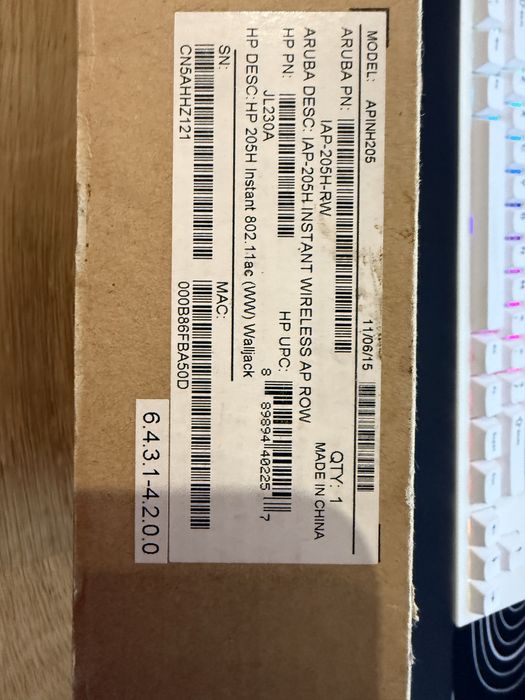 MODEL: APINH205
11/06/15
QTY: 1
ARUBA PN:
IAP-205H-RW
MADE IN CHINA
ARUBA DESC: IAP-205H INSTANT WIRELESS AP ROW
HP PN:
JL230A
HP UPC:
8 89894 40225 7
HP DESC:HP 205H Instant 802.11ac (WW) Walljack
SN:
CN5AHHZ121
MAC:
000B86FBA50D
6.4.3.1-4.2.0.0